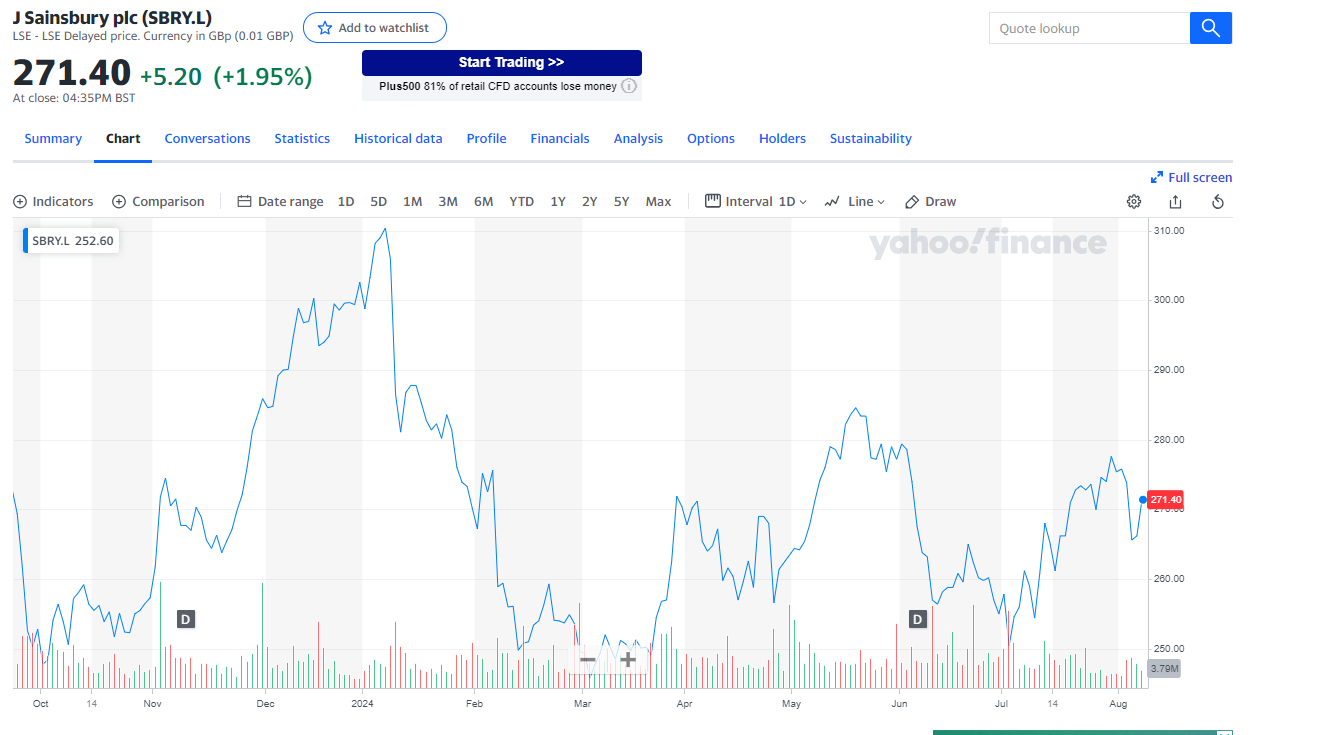 J Sainsbury plc (SBRY.L)
Add to watchlist
LSE - LSE Delayed price. Currency in GBp (0.01 GBP)
Quote lookup
271.40 +5.20 (+1.95%)
At close: 04:35PM BST
Start Trading >>
Plus500 81% of retail CFD accounts lose money
Summary Chart Conversations Statistics Historical data Profile Financials Analysis Options Holders Sustainability
Full screen
Indicators Comparison Date range 1D 5D 1M 3M 6M YTD 1Y 2Y 5Y Max Interval 1D Line Draw
SBRY.L 252.60
yahoo!finance
310.00
300.00
290.00
280.00
271.40
270.00
260.00
D D
250.00
3.79M
Oct 14 Nov Dec 2024 Feb Mar Apr May Jun Jul 14 Aug